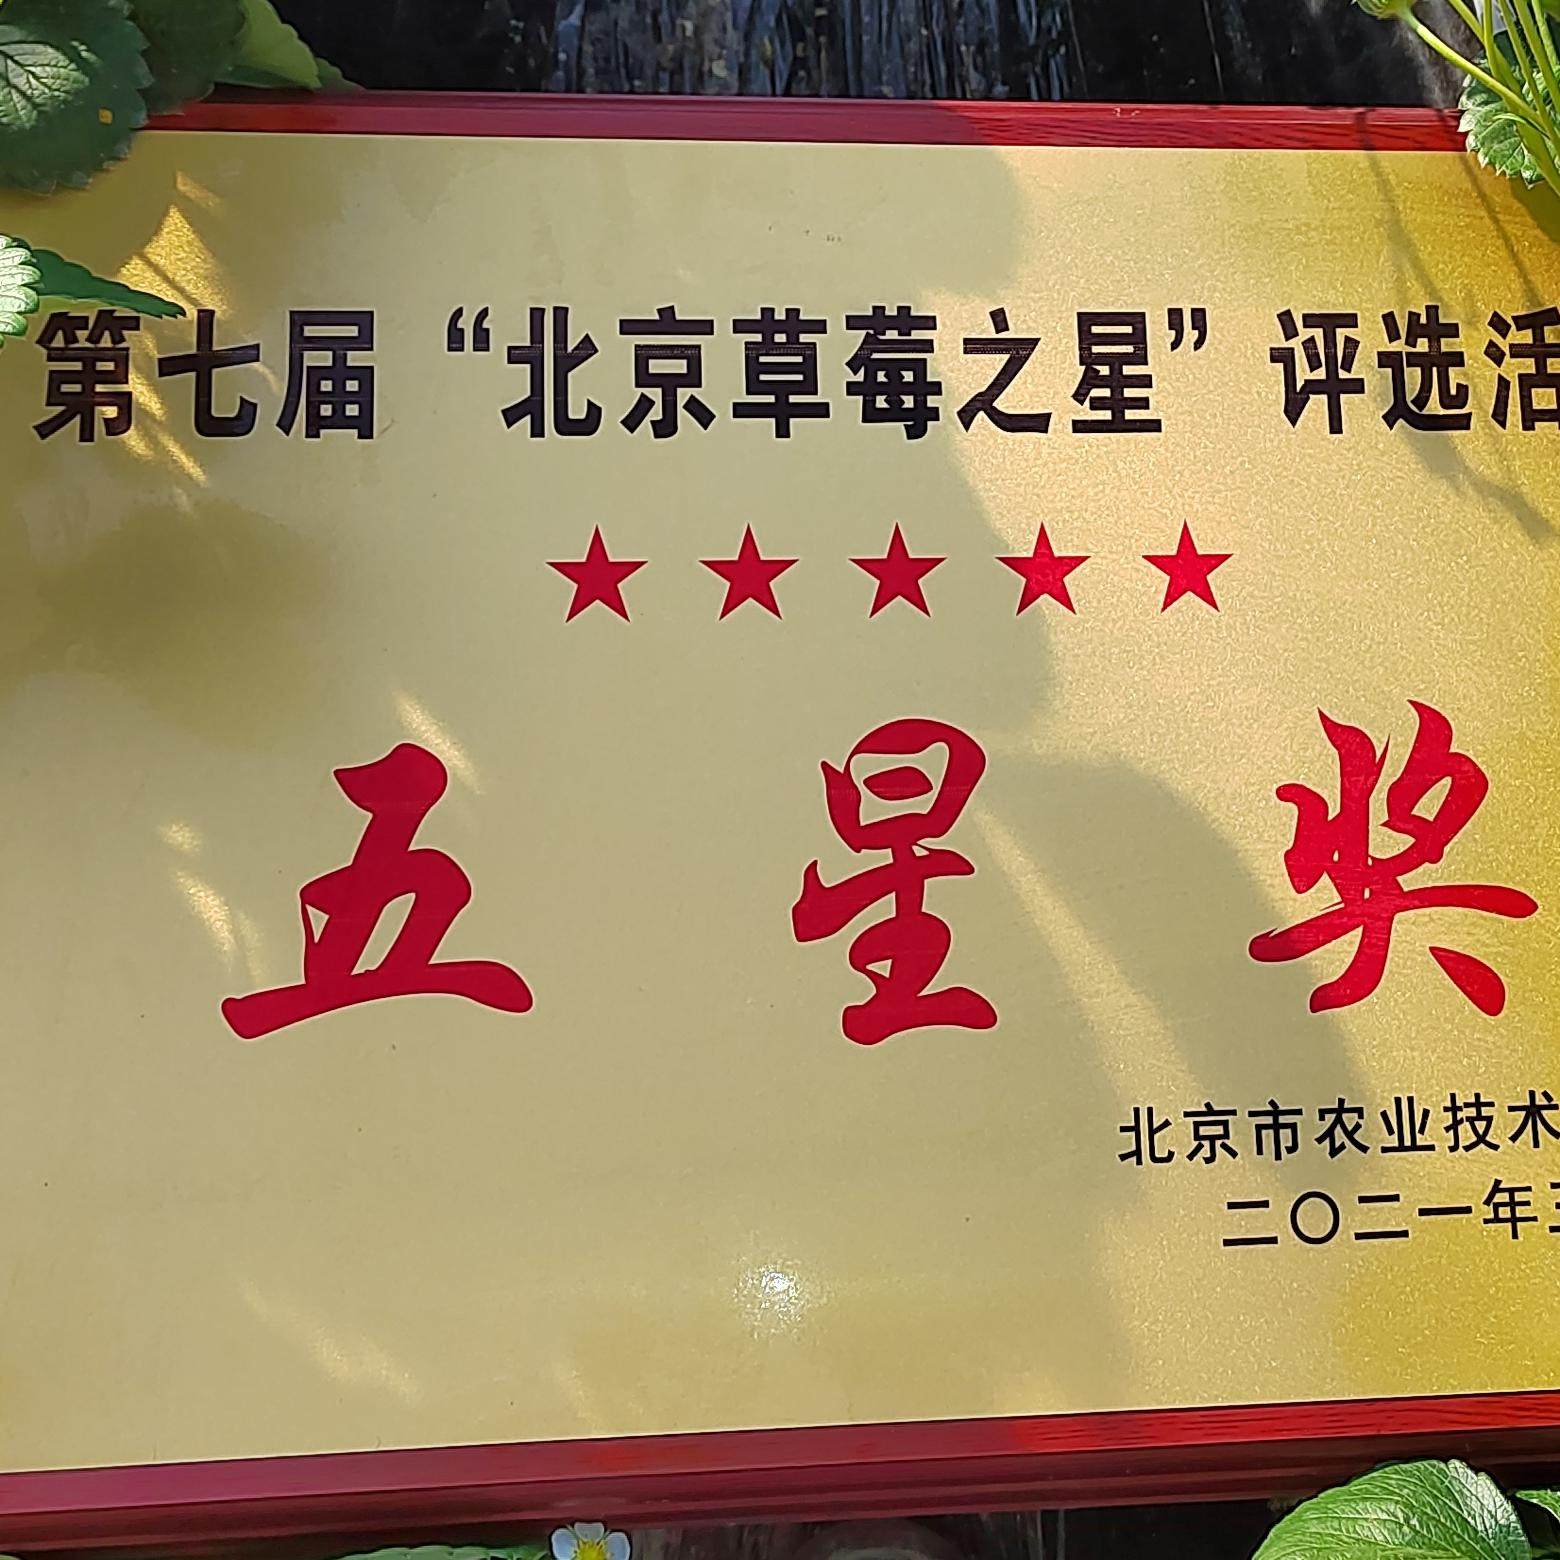 第七届“北京草莓之星”评选活
★★★★★
五星奖
北京市农业技术
二〇二一年